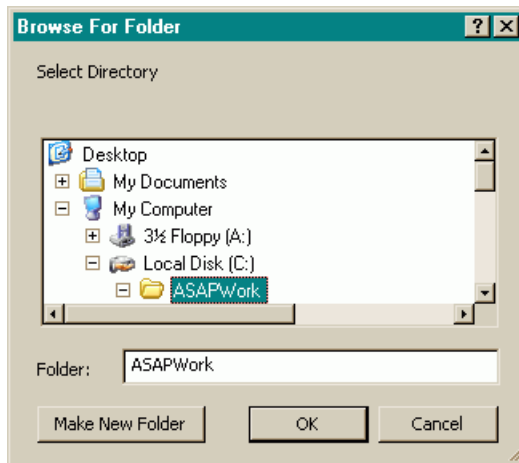 Browse For Folder
Select Directory
Desktop
My Documents
My Computer
3½ Floppy (A:)
Local Disk (C:)
ASAPWork
Folder: ASAPWork
Make New Folder OK Cancel